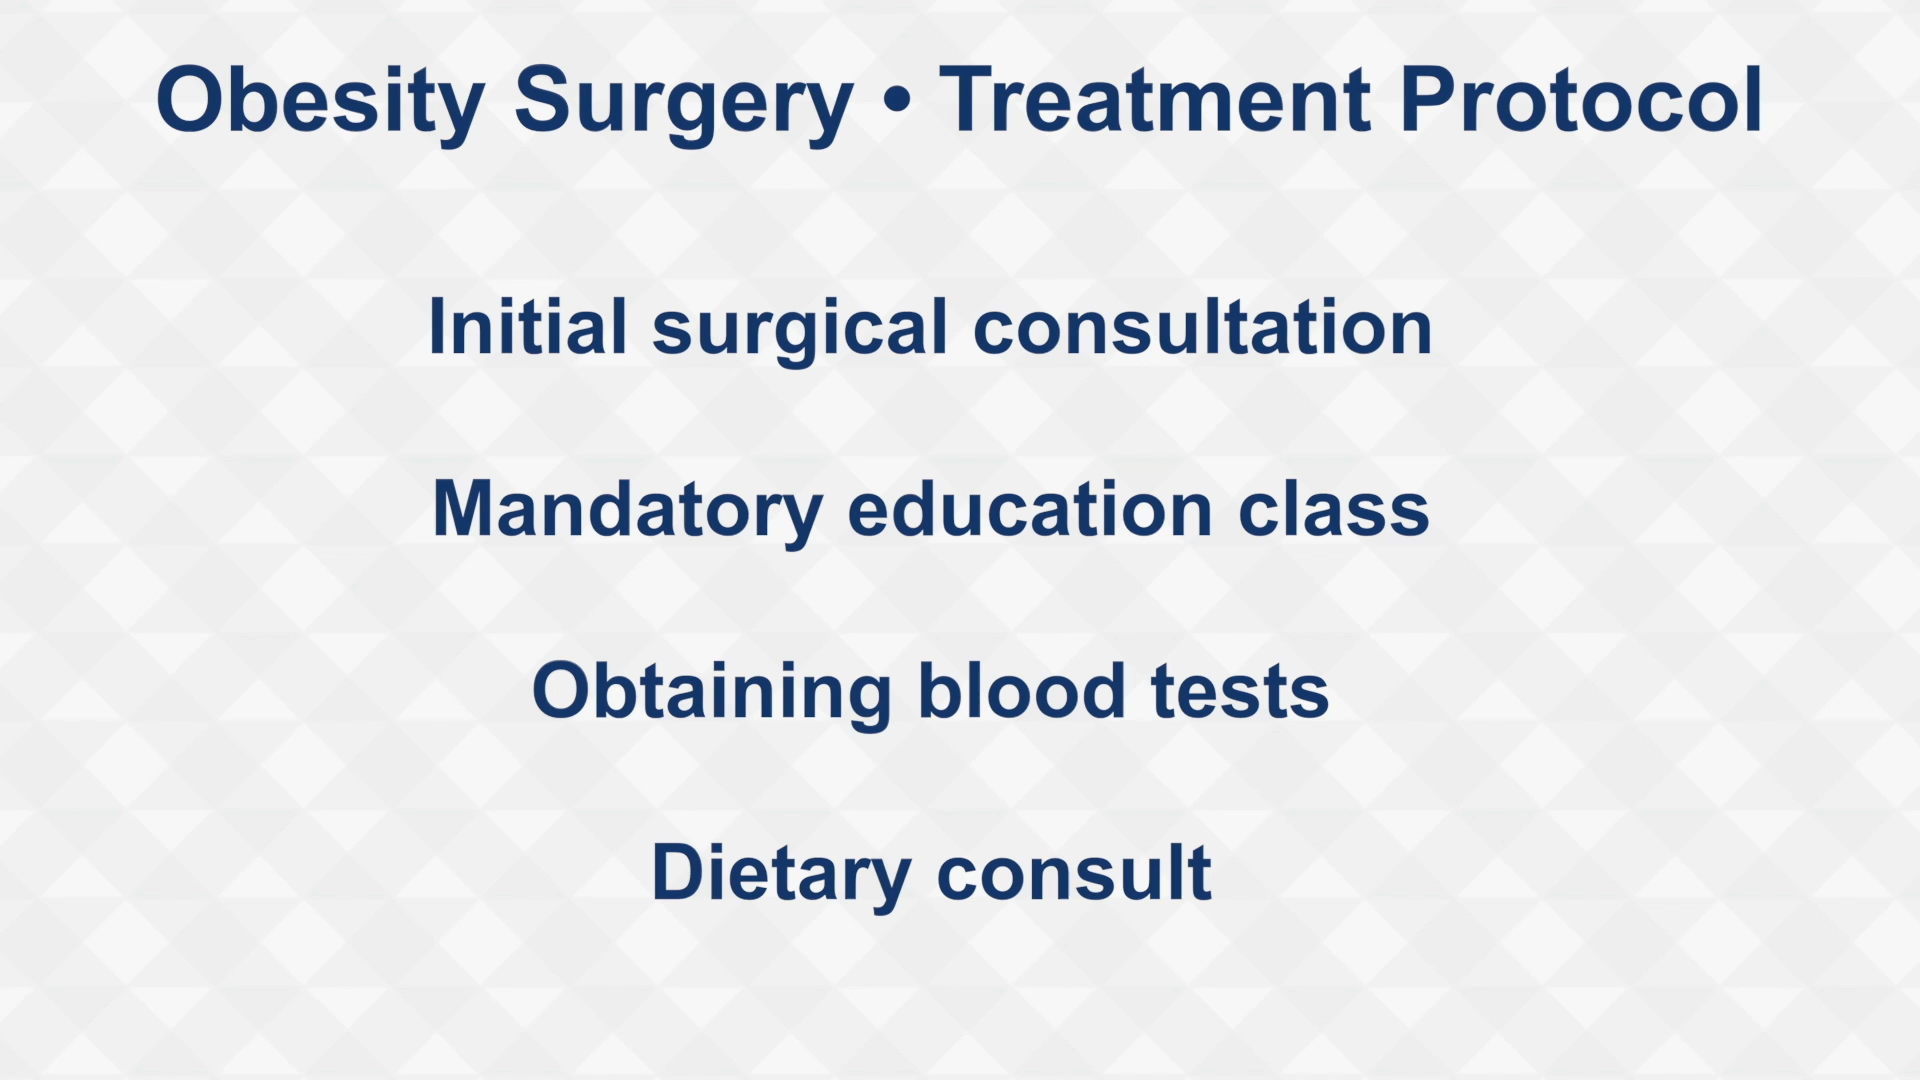 Obesity Surgery • Treatment Protocol
Initial surgical consultation
Mandatory education class
Obtaining blood tests
Dietary consult